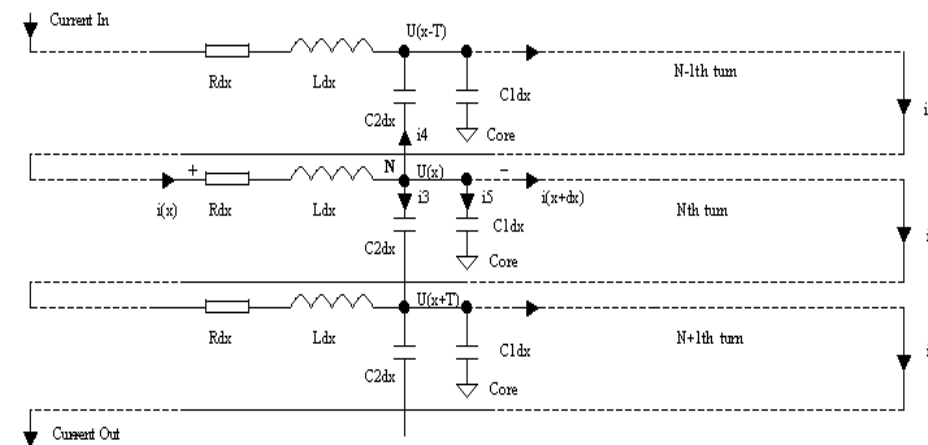 Current In
U(x-T)
Rdx
Ldx
C2dx
C1dx
Core
N-1th turn
i
i4
N
U(x)
+
−
i(x)
Rdx
Ldx
i3
i5
i(x+dx)
C2dx
C1dx
Core
Nth turn
i
U(x+T)
Rdx
Ldx
C2dx
C1dx
Core
N+1th turn
i
Current Out